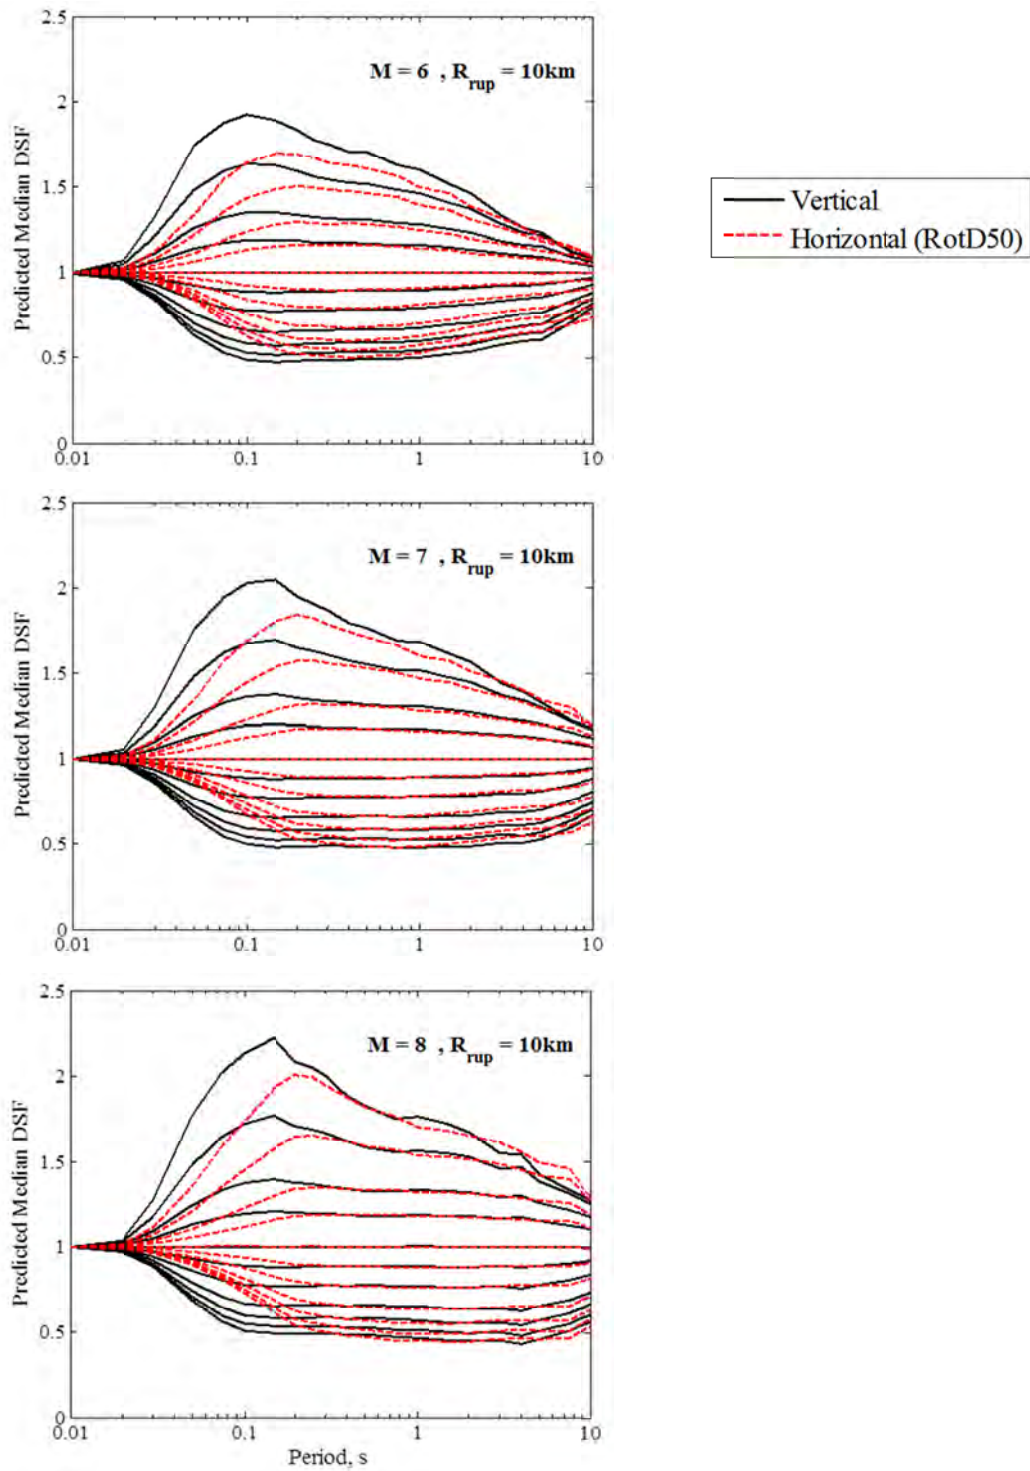 2.5
M = 6 , Rrup = 10km
2
1.5
1
0.5
0
Predicted Median DSF
0.01 0.1 1 10
Vertical
Horizontal (RotD50)
2.5
M = 7 , Rrup = 10km
2
1.5
1
0.5
0
Predicted Median DSF
0.01 0.1 1 10
2.5
M = 8 , Rrup = 10km
2
1.5
1
0.5
0
Predicted Median DSF
0.01 0.1 1 10
Period, s